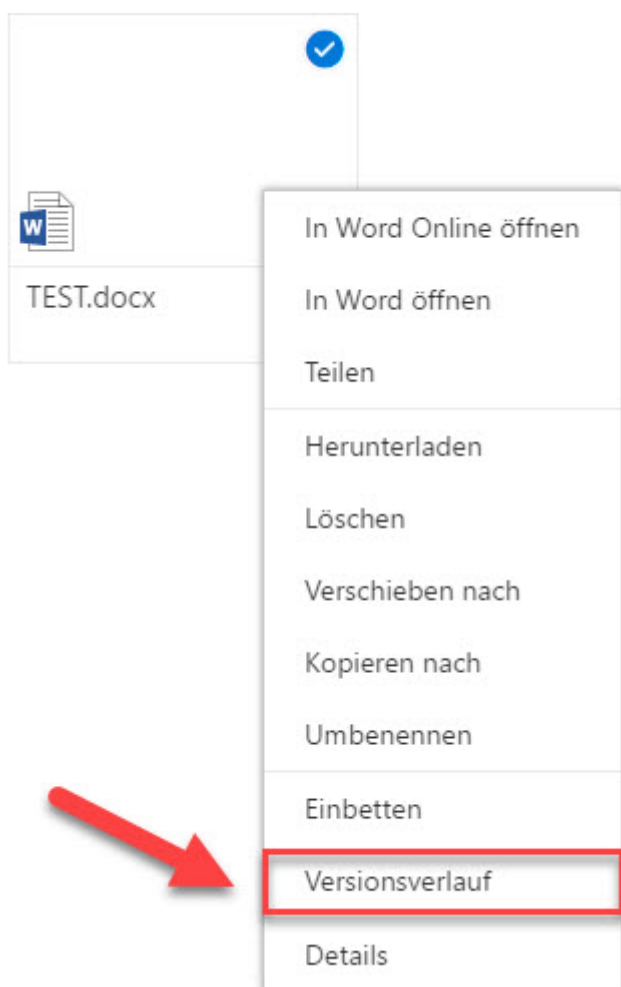 W
TEST.docx
In Word Online öffnen
In Word öffnen
Teilen
Herunterladen
Löschen
Verschieben nach
Kopieren nach
Umbenennen
Einbetten
Versionsverlauf
Details